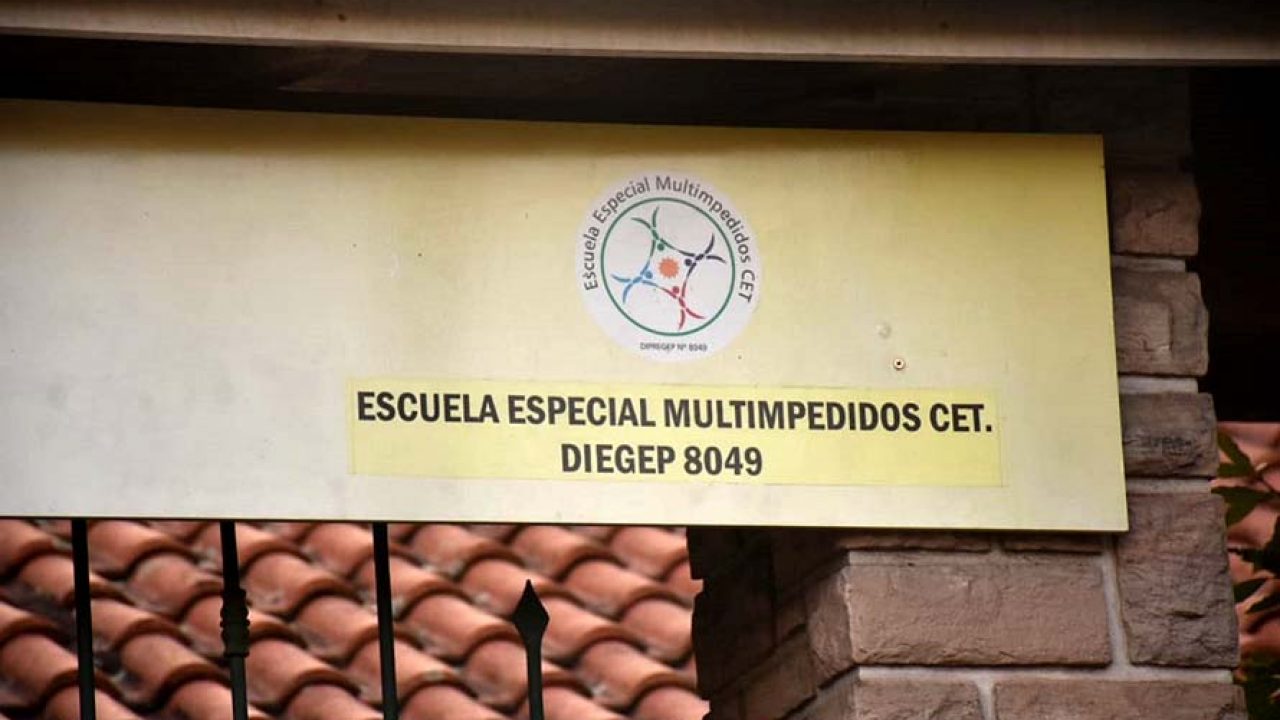 Escuela Especial Multimpedidos CET
DIPREGEP Nº 8049
ESCUELA ESPECIAL MULTIMPEDIDOS CET.
DIEGEP 8049